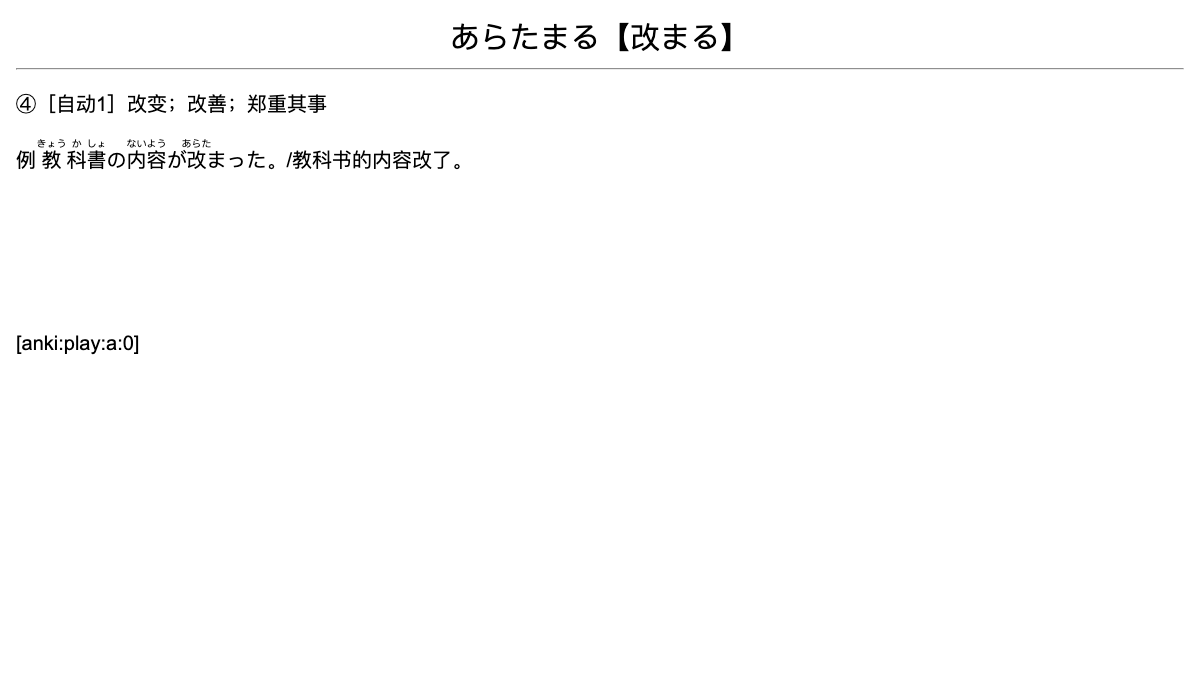 あらたまる【改まる】
④［自动1］改变；改善；郑重其事
例 教科書の内容が改まった。/教科书的内容改了。
きょう か しょ ないよう あらた
[anki:play:a:0]